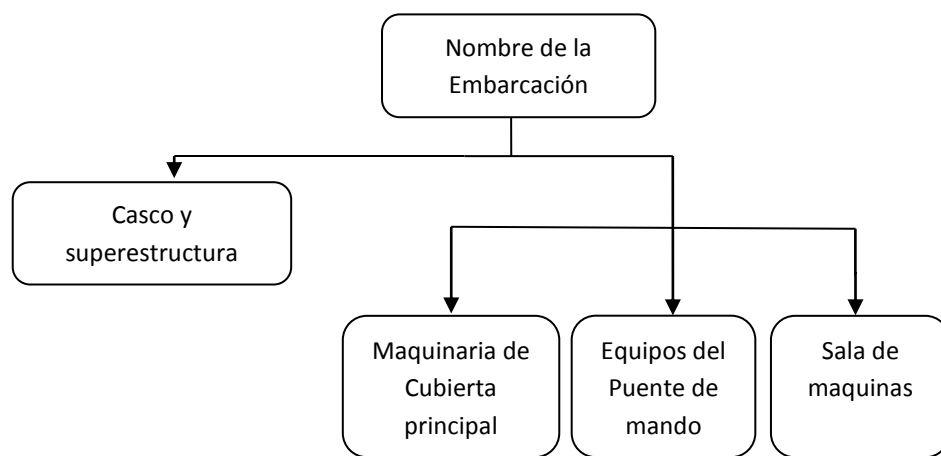 Nombre de la
Embarcación
Casco y
superestructura
Maquinaria de
Cubierta
principal
Equipos del
Puente de
mando
Sala de
maquinas